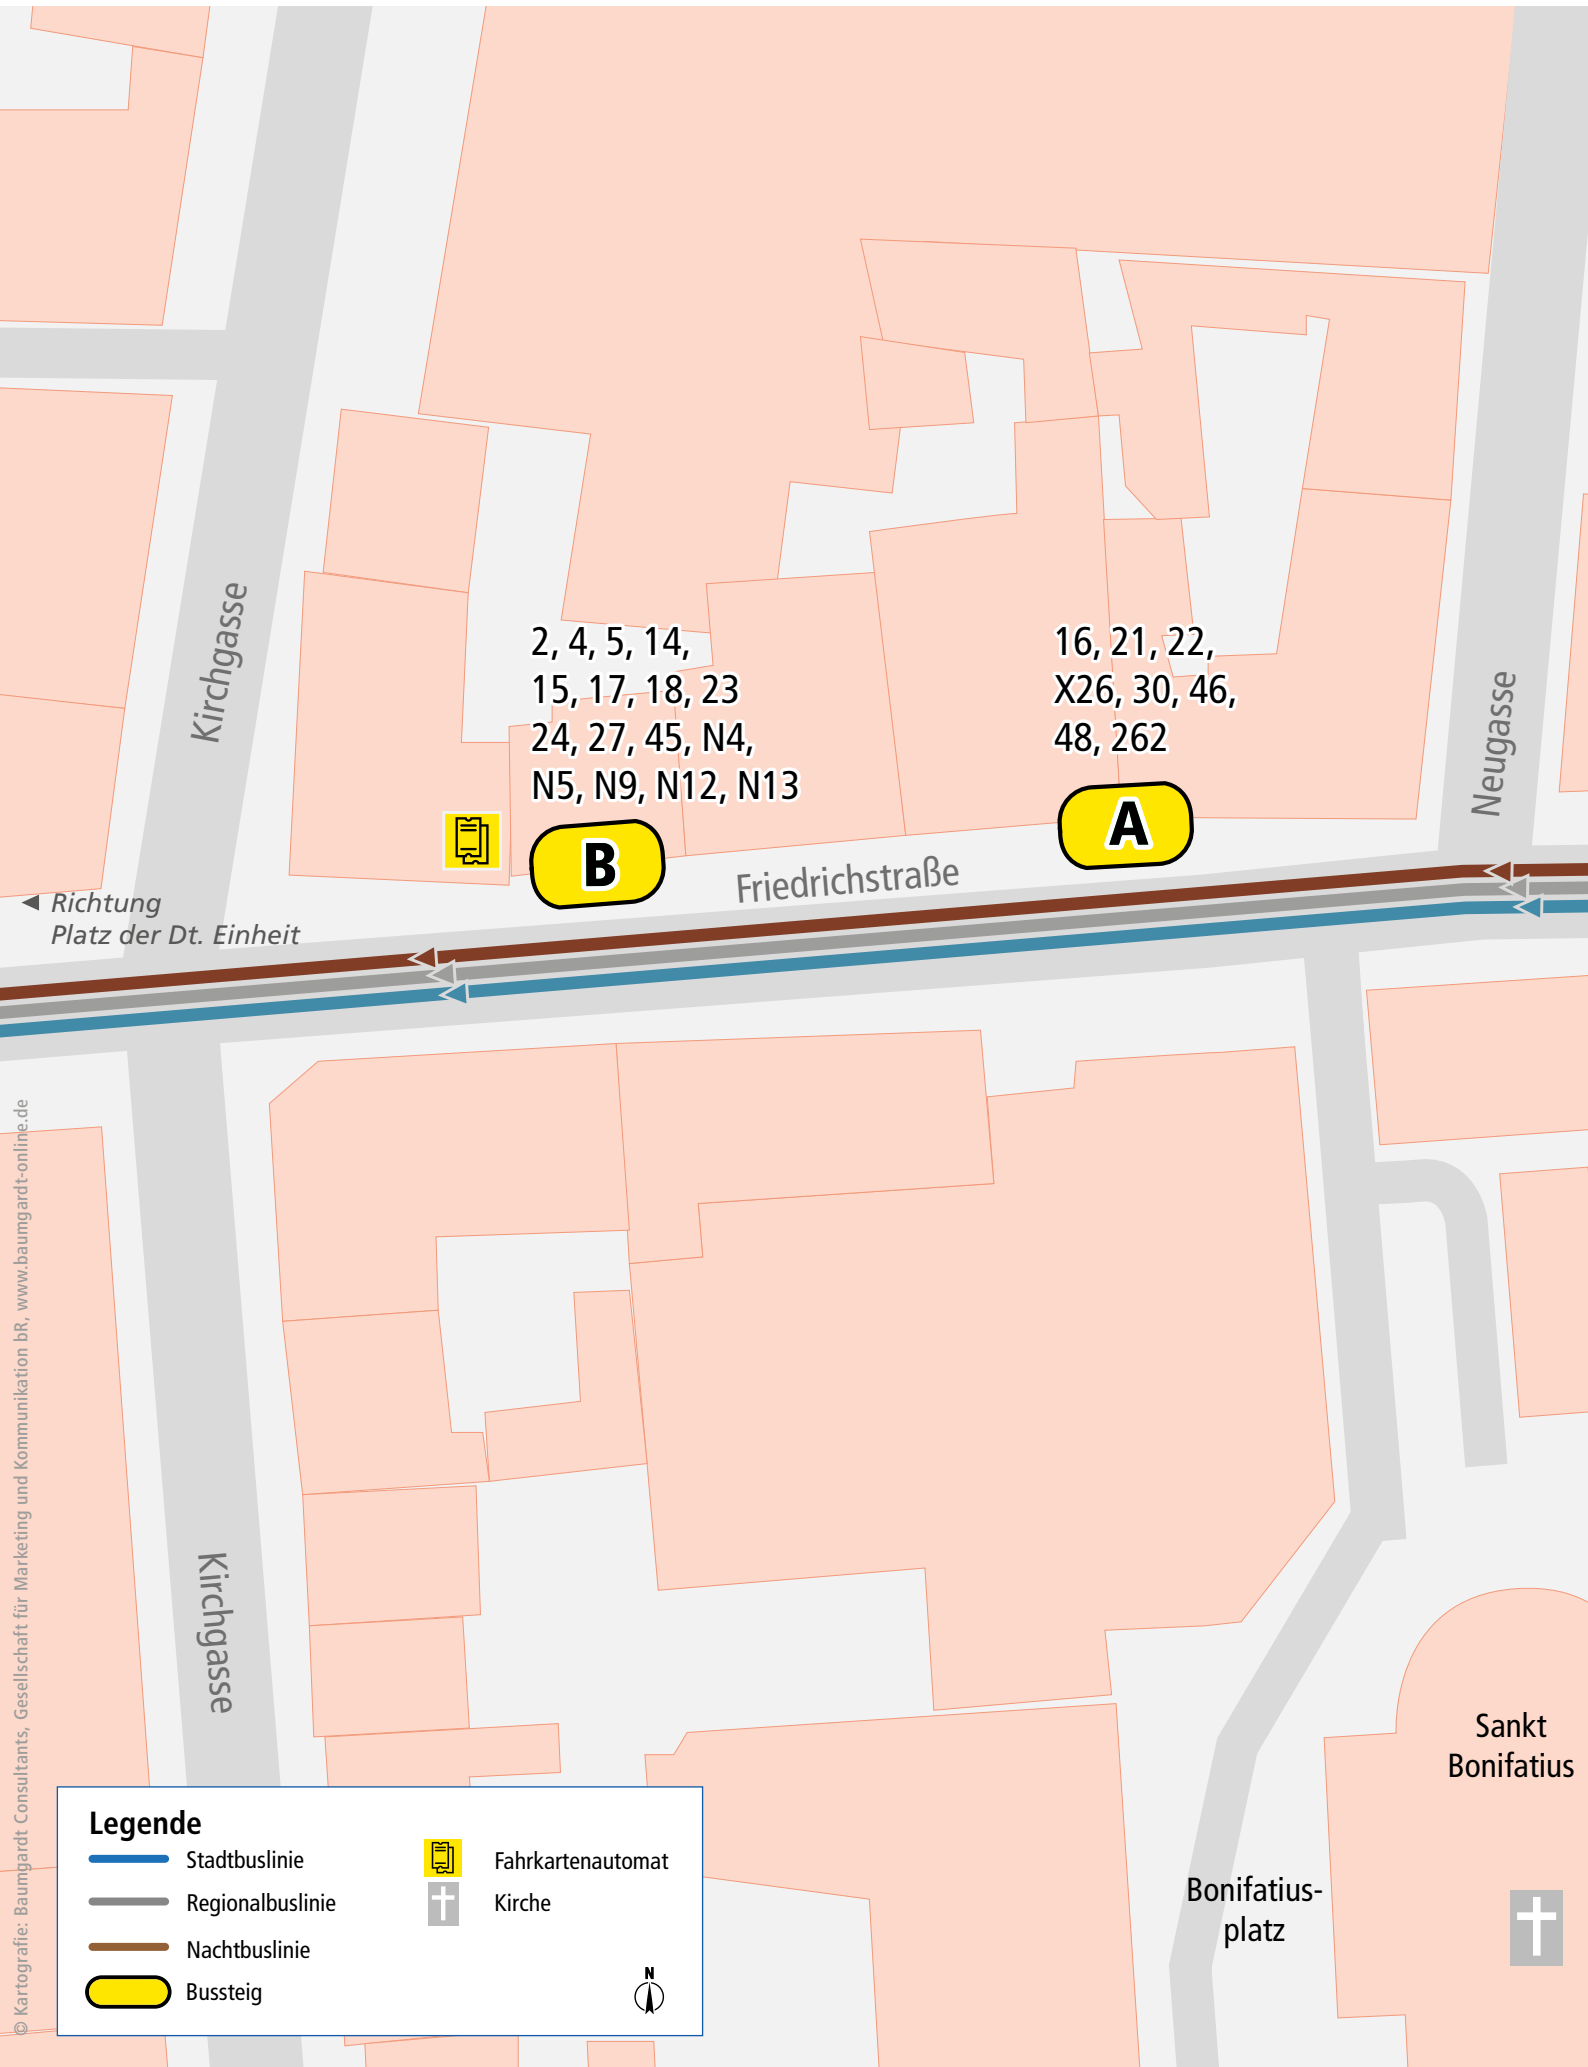 Kirchgasse
2, 4, 5, 14,
15, 17, 18, 23
24, 27, 45, N4,
N5, N9, N12, N13
B
16, 21, 22,
X26, 30, 46,
48, 262
A
Neugasse
Friedrichstraße
Richtung
Platz der Dt. Einheit
Kirchgasse
Sankt
Bonifatius
Bonifatius-
platz
Legende
Stadtbuslinie
Regionalbuslinie
Nachtbuslinie
Bussteig
Fahrkartenautomat
Kirche
N
© Kartografie: Baumgardt Consultants, Gesellschaft für Marketing und Kommunikation bR, www.baumgardt-online.de